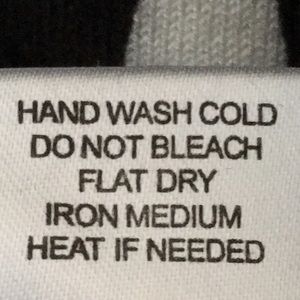 HAND WASH COLD
DO NOT BLEACH
FLAT DRY
IRON MEDIUM
HEAT IF NEEDED